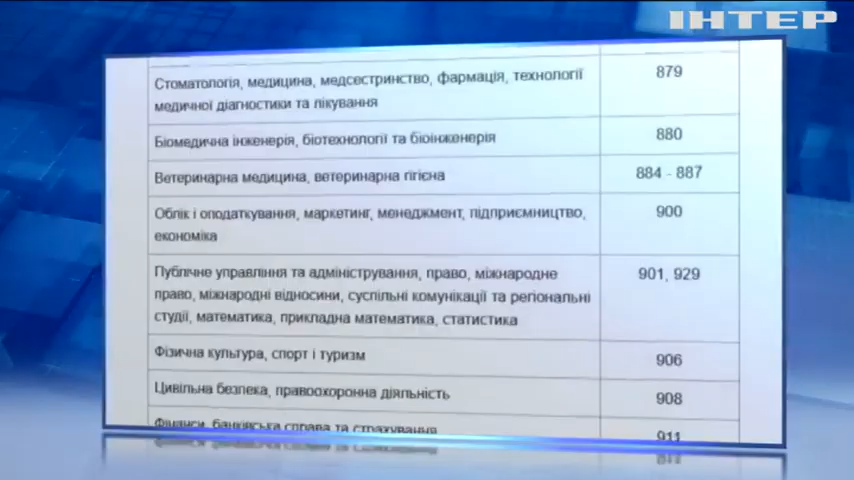 ІНТЕР
Стоматологія, медицина, медсестринство, фармація, технології
медичної діагностики та лікування
879
Біомедична інженерія, біотехнології та біоінженерія
880
Ветеринарна медицина, ветеринарна гігієна
884 - 887
Облік і оподаткування, маркетинг, менеджмент, підприємництво,
економіка
900
Публічне управління та адміністрування, право, міжнародне
право, міжнародні відносини, суспільні комунікації та регіональні
студії, математика, прикладна математика, статистика
901, 929
Фізична культура, спорт і туризм
906
Цивільна безпека, правоохоронна діяльність
908
Фінанси, банківська справа та страхування
911